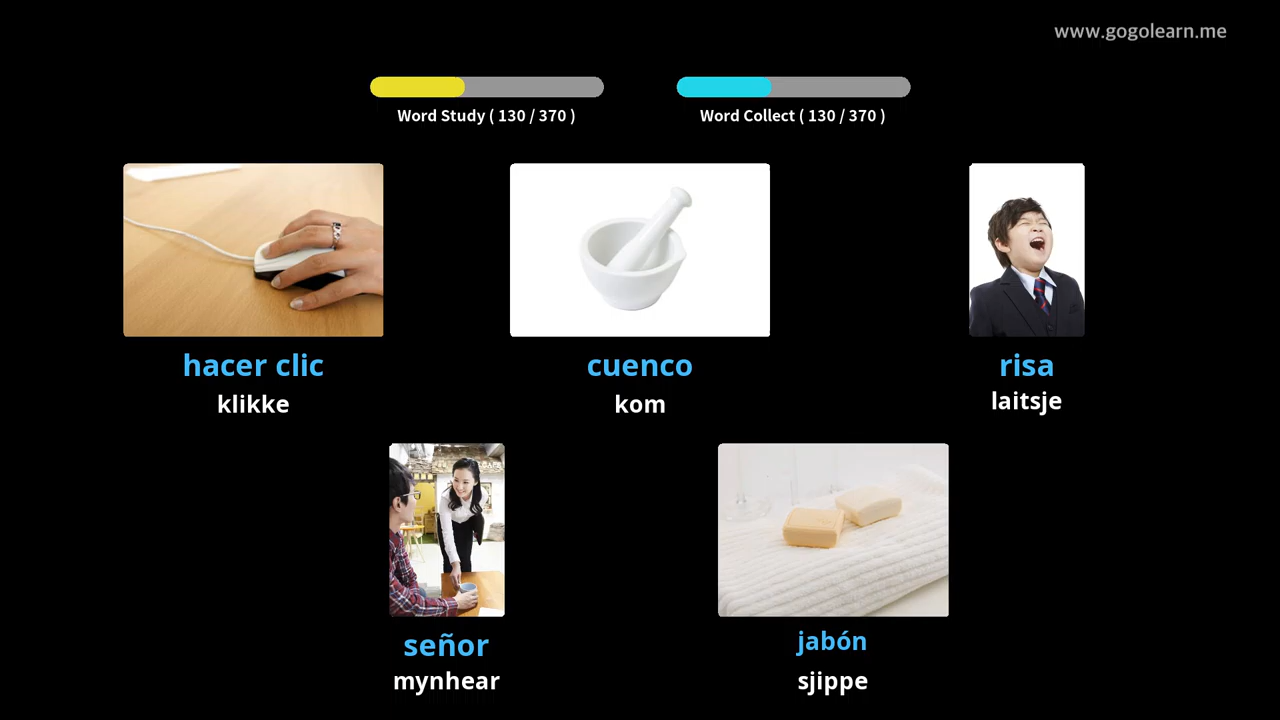 www.gogolearn.me
Word Study ( 130 / 370 )
Word Collect ( 130 / 370 )
hacer clic
klikke
cuenco
kom
risa
laitsje
señor
mynhear
jabón
sjippe